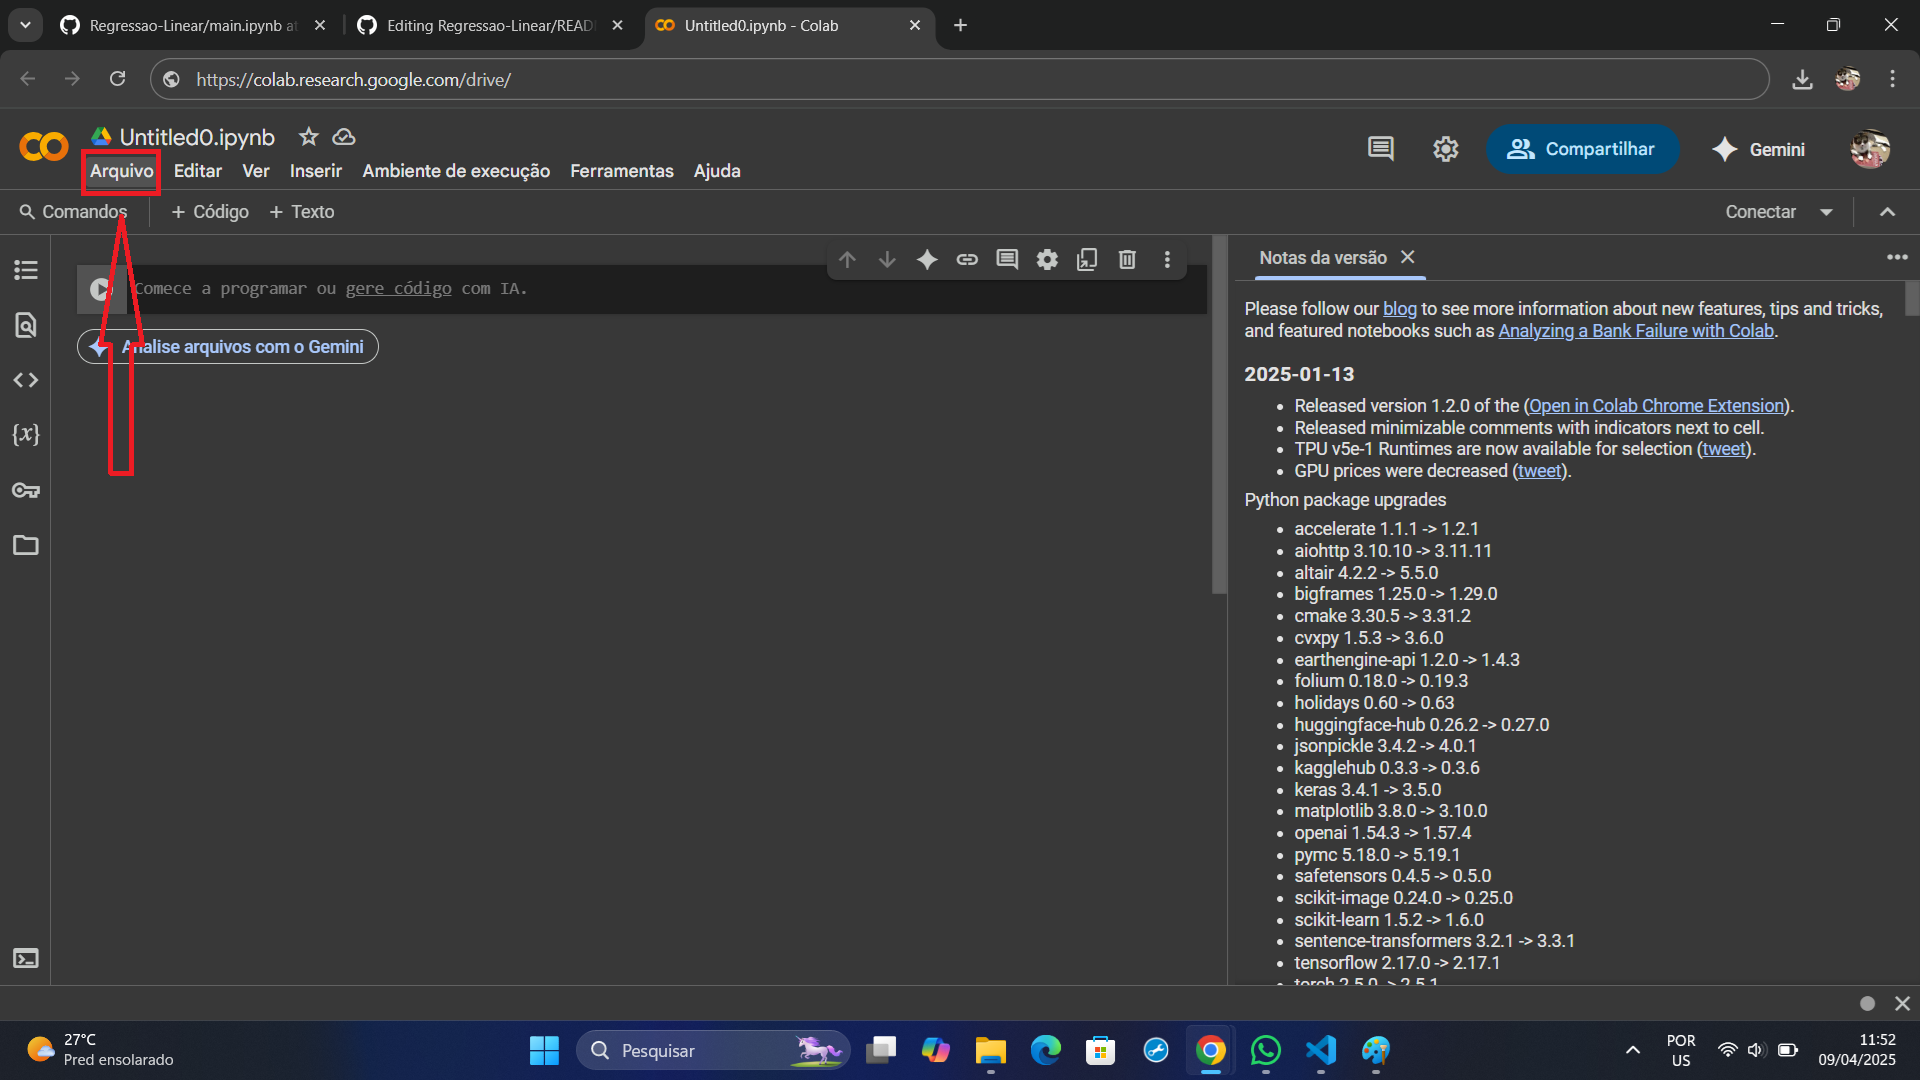 Regressao-Linear/main.ipynb at
Editing Regressao-Linear/READ
Untitled0.ipynb - Colab
https://colab.research.google.com/drive/
Untitled0.ipynb
Arquivo Editar Ver Inserir Ambiente de execução Ferramentas Ajuda
Compartilhar
Gemini
Comandos
+ Código + Texto
Conectar
Comece a programar ou gere código com IA.
Analise arquivos com o Gemini
Notas da versão
Please follow our blog to see more information about new features, tips and tricks,
and featured notebooks such as Analyzing a Bank Failure with Colab.
2025-01-13
Released version 1.2.0 of the (Open in Colab Chrome Extension).
Released minimizable comments with indicators next to cell.
TPU v5e-1 Runtimes are now available for selection (tweet).
GPU prices were decreased (tweet).
Python package upgrades
accelerate 1.1.1 -> 1.2.1
aiohttp 3.10.10 -> 3.11.11
altair 4.2.2 -> 5.5.0
bigframes 1.25.0 -> 1.29.0
cmake 3.30.5 -> 3.31.2
cvxpy 1.5.3 -> 3.6.0
earthengine-api 1.2.0 -> 1.4.3
folium 0.18.0 -> 0.19.3
holidays 0.60 -> 0.63
huggingface-hub 0.26.2 -> 0.27.0
jsonpickle 3.4.2 -> 4.0.1
kagglehub 0.3.3 -> 0.3.6
keras 3.4.1 -> 3.5.0
matplotlib 3.8.0 -> 3.10.0
openai 1.54.3 -> 1.57.4
pymc 5.18.0 -> 5.19.1
safetensors 0.4.5 -> 0.5.0
scikit-image 0.24.0 -> 0.25.0
scikit-learn 1.5.2 -> 1.6.0
sentence-transformers 3.2.1 -> 3.3.1
tensorflow 2.17.0 -> 2.17.1
torch 2.5.0 -> 2.5.1
27°C
Pred ensolarado
Pesquisar
POR
US
11:52
09/04/2025